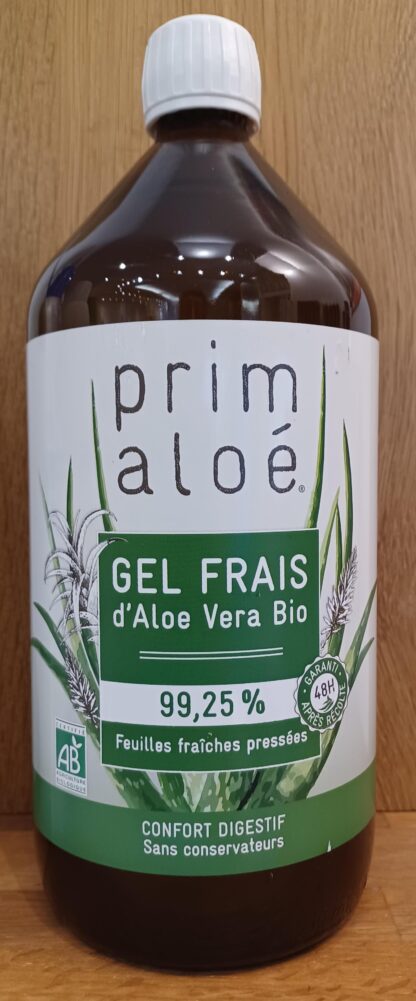 prim
aloé®
GEL FRAIS
d'Aloe Vera Bio
99,25 %
Feuilles fraîches pressées
GARANTI
48H
APRÈS RÉCOLTE
CERTIFIÉ
AB
AGRICULTURE
BIOLOGIQUE
CONFORT DIGESTIF
Sans conservateurs